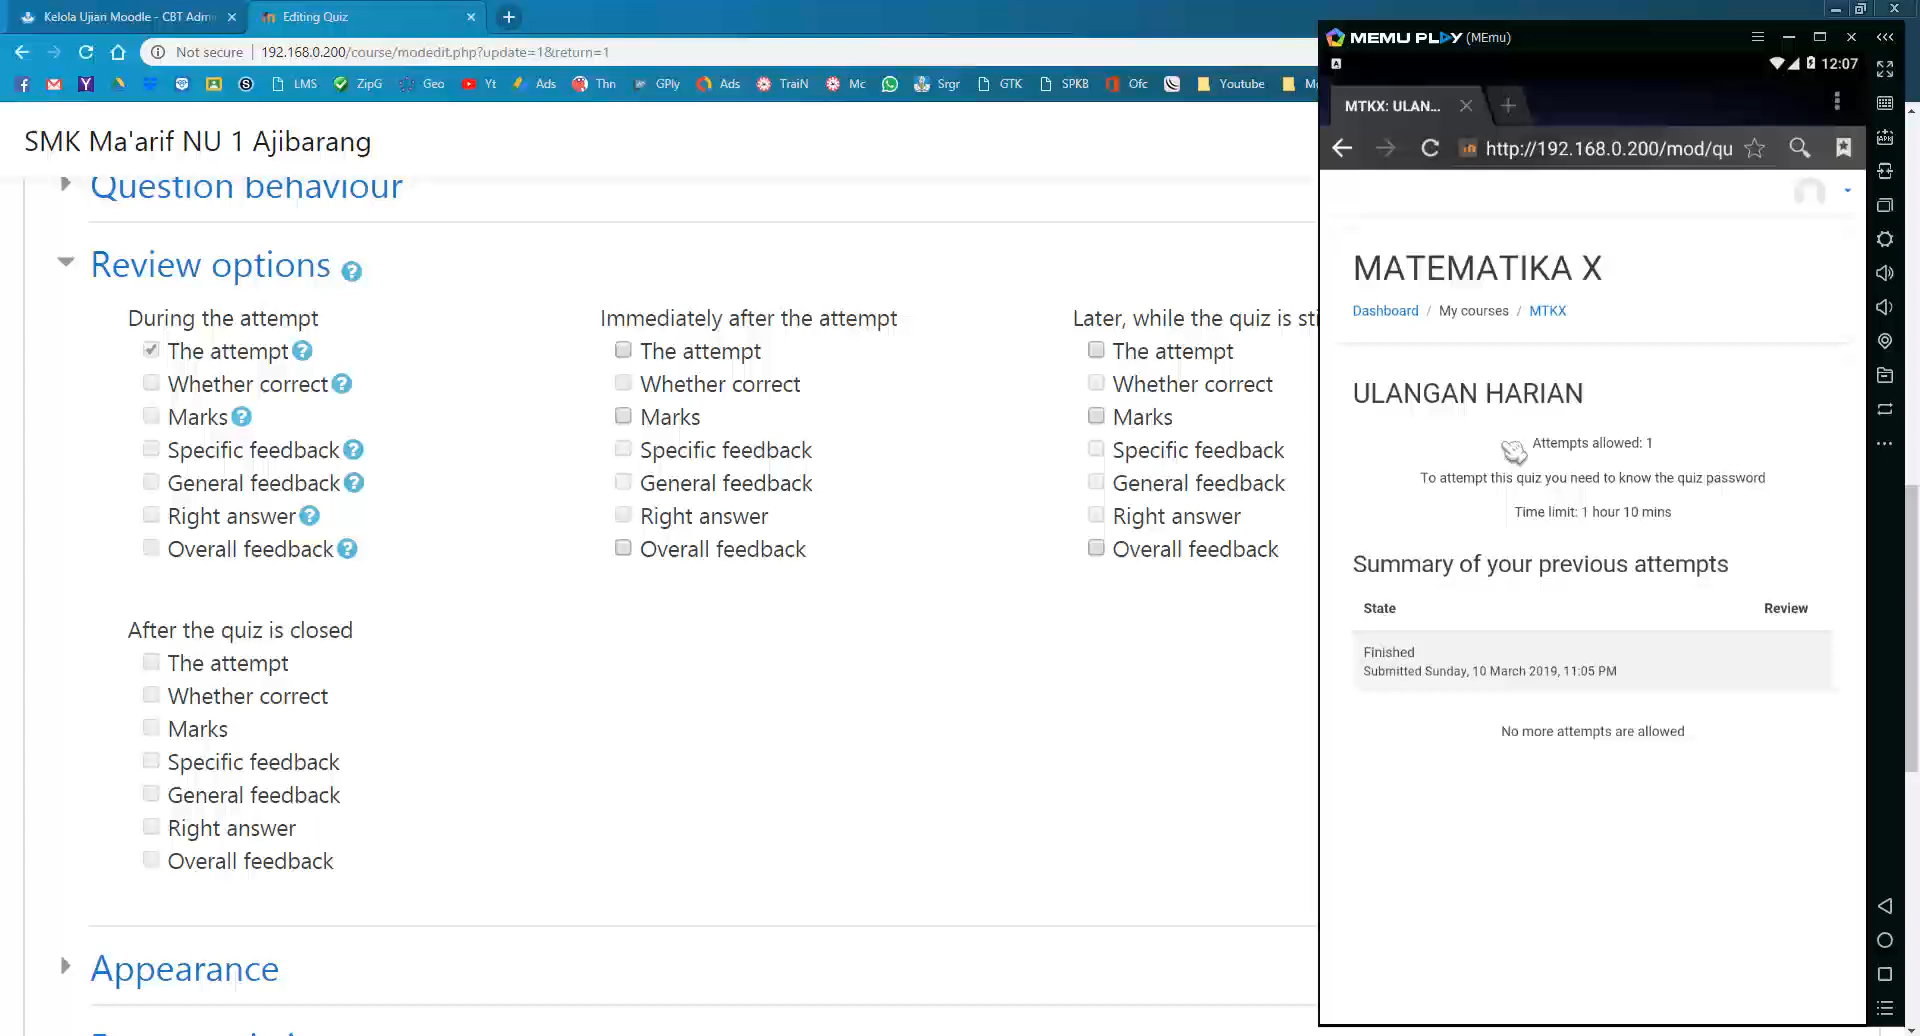 Kelola Ujian Moodle - CBT Adm
Editing Quiz
Not secure
192.168.0.200/course/modedit.php?update=1&return=1
LMS
ZipG
Geo
Yt
Ads
Thn
GPly
Ads
TraiN
Mc
Srgr
GTK
SPKB
Ofc
Youtube
SMK Ma'arif NU 1 Ajibarang
Question behaviour
Review options
During the attempt
The attempt
Whether correct
Marks
Specific feedback
General feedback
Right answer
Overall feedback
Immediately after the attempt
The attempt
Whether correct
Marks
Specific feedback
General feedback
Right answer
Overall feedback
Later, while the quiz is sti
The attempt
Whether correct
Marks
Specific feedback
General feedback
Right answer
Overall feedback
After the quiz is closed
The attempt
Whether correct
Marks
Specific feedback
General feedback
Right answer
Overall feedback
Appearance
MEMU PLAY (MEmu)
12:07
MTKX: ULAN...
http://192.168.0.200/mod/qu
MATEMATIKA X
Dashboard / My courses / MTKX
ULANGAN HARIAN
Attempts allowed: 1
To attempt this quiz you need to know the quiz password
Time limit: 1 hour 10 mins
Summary of your previous attempts
State Review
Finished
Submitted Sunday, 10 March 2019, 11:05 PM
No more attempts are allowed